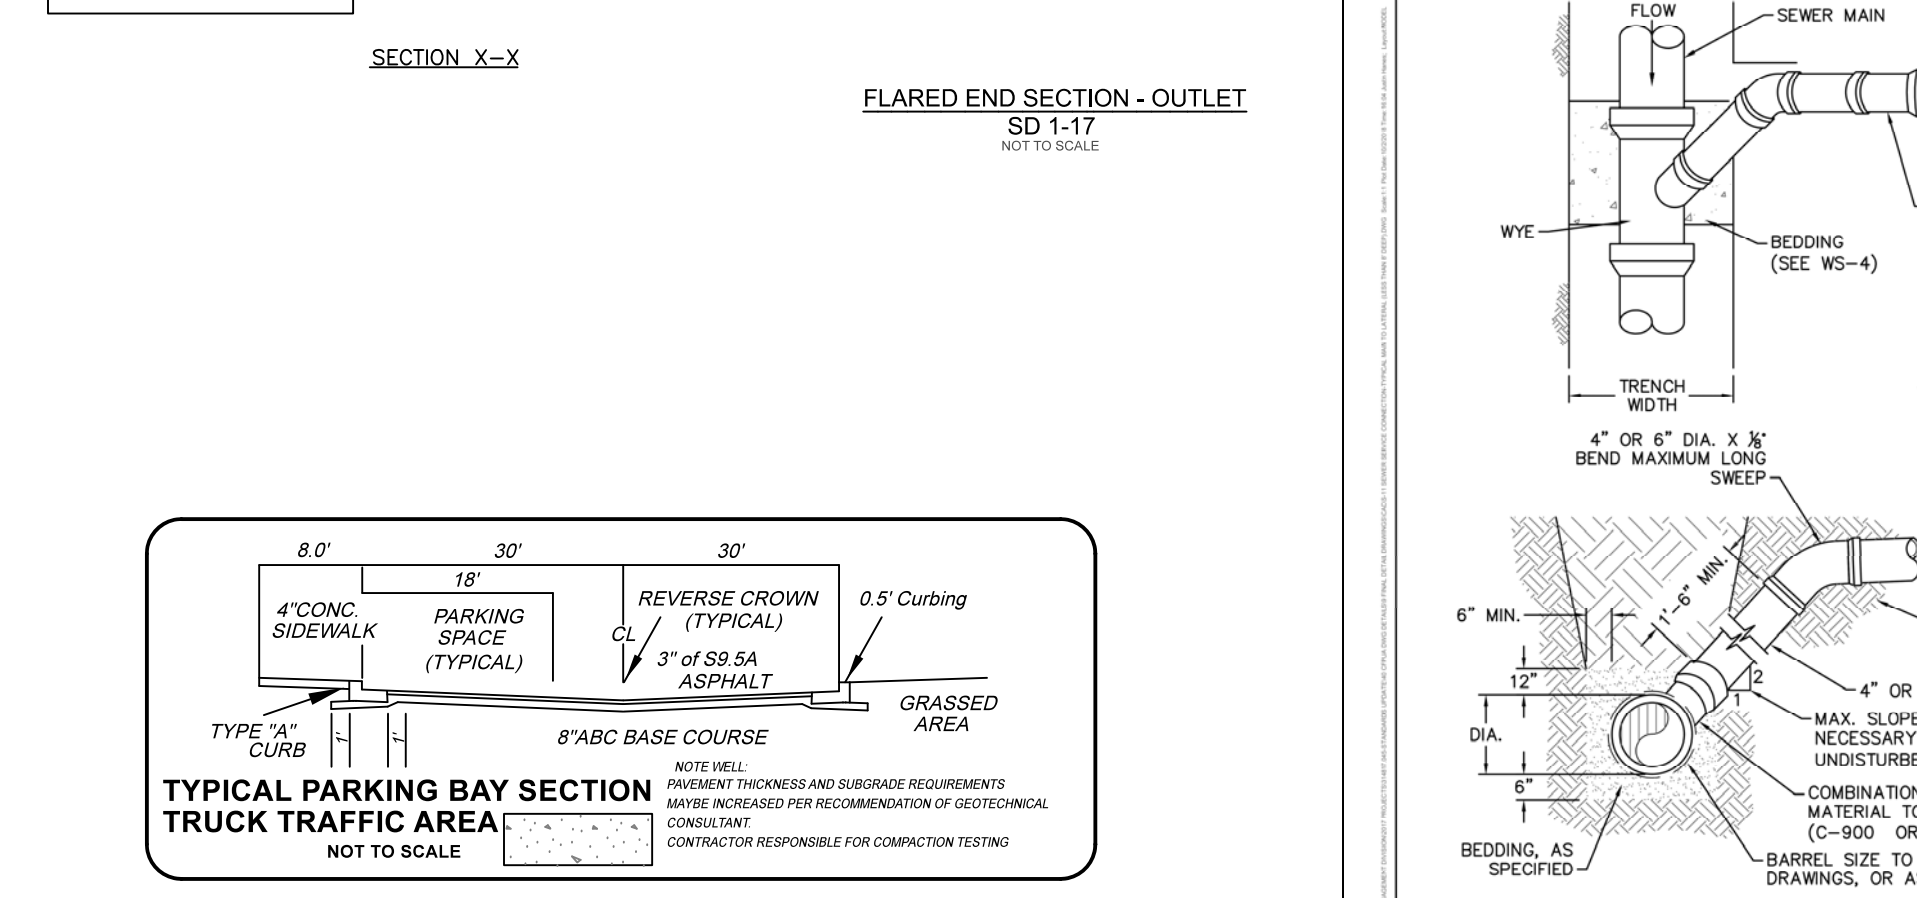 SECTION X-X
FLARED END SECTION - OUTLET
SD 1-17
NOT TO SCALE
8.0'
30'
30'
18'
4"CONC.
SIDEWALK
PARKING
SPACE
(TYPICAL)
CL
REVERSE CROWN
(TYPICAL)
3" of S9.5A
ASPHALT
0.5' Curbing
GRASSED
AREA
TYPE "A"
CURB
1'
1'
8"ABC BASE COURSE
TYPICAL PARKING BAY SECTION
TRUCK TRAFFIC AREA
NOT TO SCALE
NOTE WELL:
PAVEMENT THICKNESS AND SUBGRADE REQUIREMENTS
MAYBE INCREASED PER RECOMMENDATION OF GEOTECHNICAL
CONSULTANT.
CONTRACTOR RESPONSIBLE FOR COMPACTION TESTING
FLOW
SEWER MAIN
WYE
BEDDING
(SEE WS-4)
TRENCH
WIDTH
4" OR 6" DIA. X ⅛"
BEND MAXIMUM LONG
SWEEP
6" MIN.
1'-6" MIN.
12"
DIA.
6"
2
1
4" OR
MAX. SLOPE
NECESSARY
UNDISTURBE
COMBINATION
MATERIAL TO
(C-900 OR
BEDDING, AS
SPECIFIED
BARREL SIZE TO
DRAWINGS, OR AS